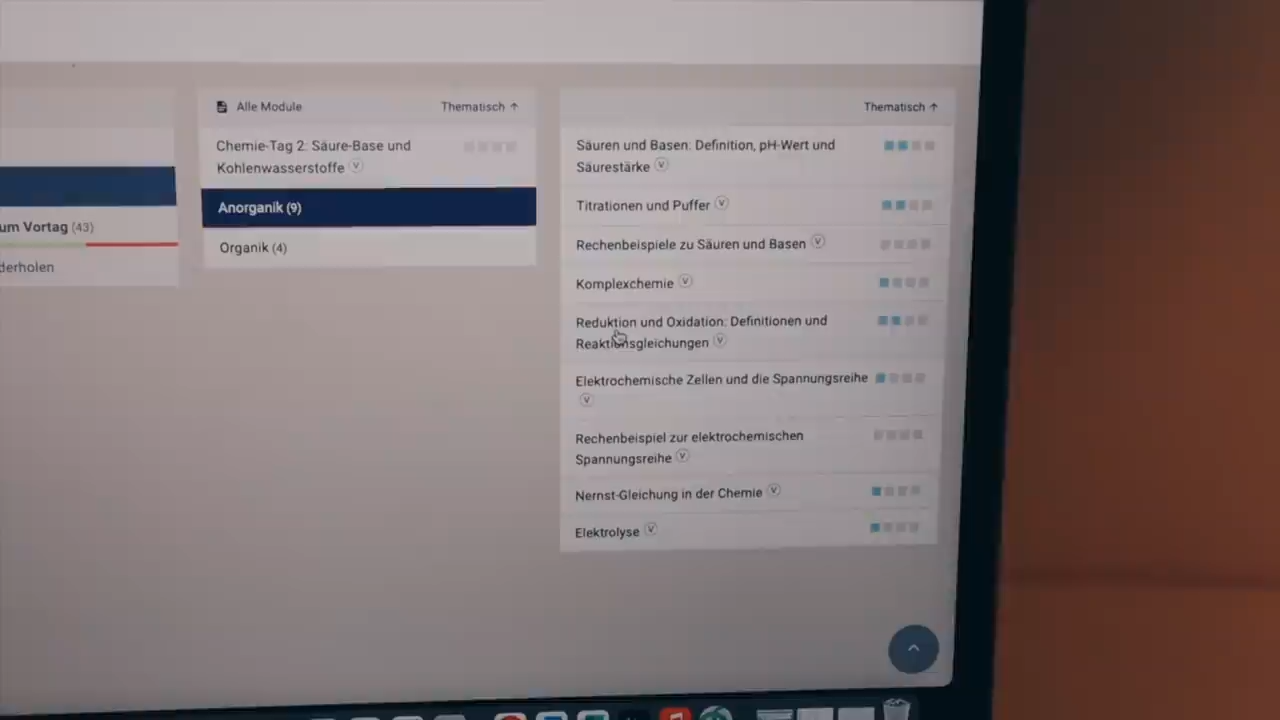 um Vortag (43)
derholen
Alle Module
Thematisch ↑
Chemie-Tag 2: Säure-Base und
Kohlenwasserstoffe V
Anorganik (9)
Organik (4)
Thematisch ↑
Säuren und Basen: Definition, pH-Wert und
Säurestärke V
Titrationen und Puffer V
Rechenbeispiele zu Säuren und Basen V
Komplexchemie V
Reduktion und Oxidation: Definitionen und
Reaktionsgleichungen V
Elektrochemische Zellen und die Spannungsreihe
V
Rechenbeispiel zur elektrochemischen
Spannungsreihe V
Nernst-Gleichung in der Chemie V
Elektrolyse V